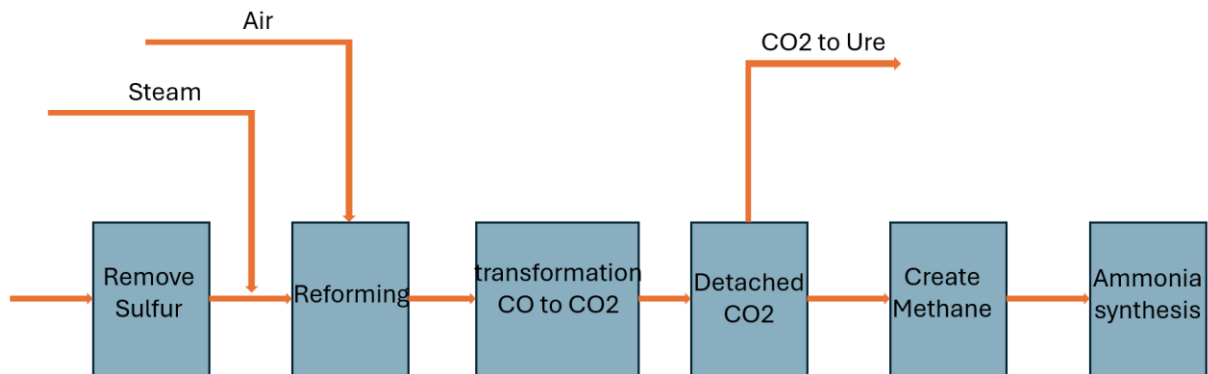 Air
CO2 to Ure
Steam
Remove
Sulfur
Reforming
transformation
CO to CO2
Detached
CO2
Create
Methane
Ammonia
synthesis